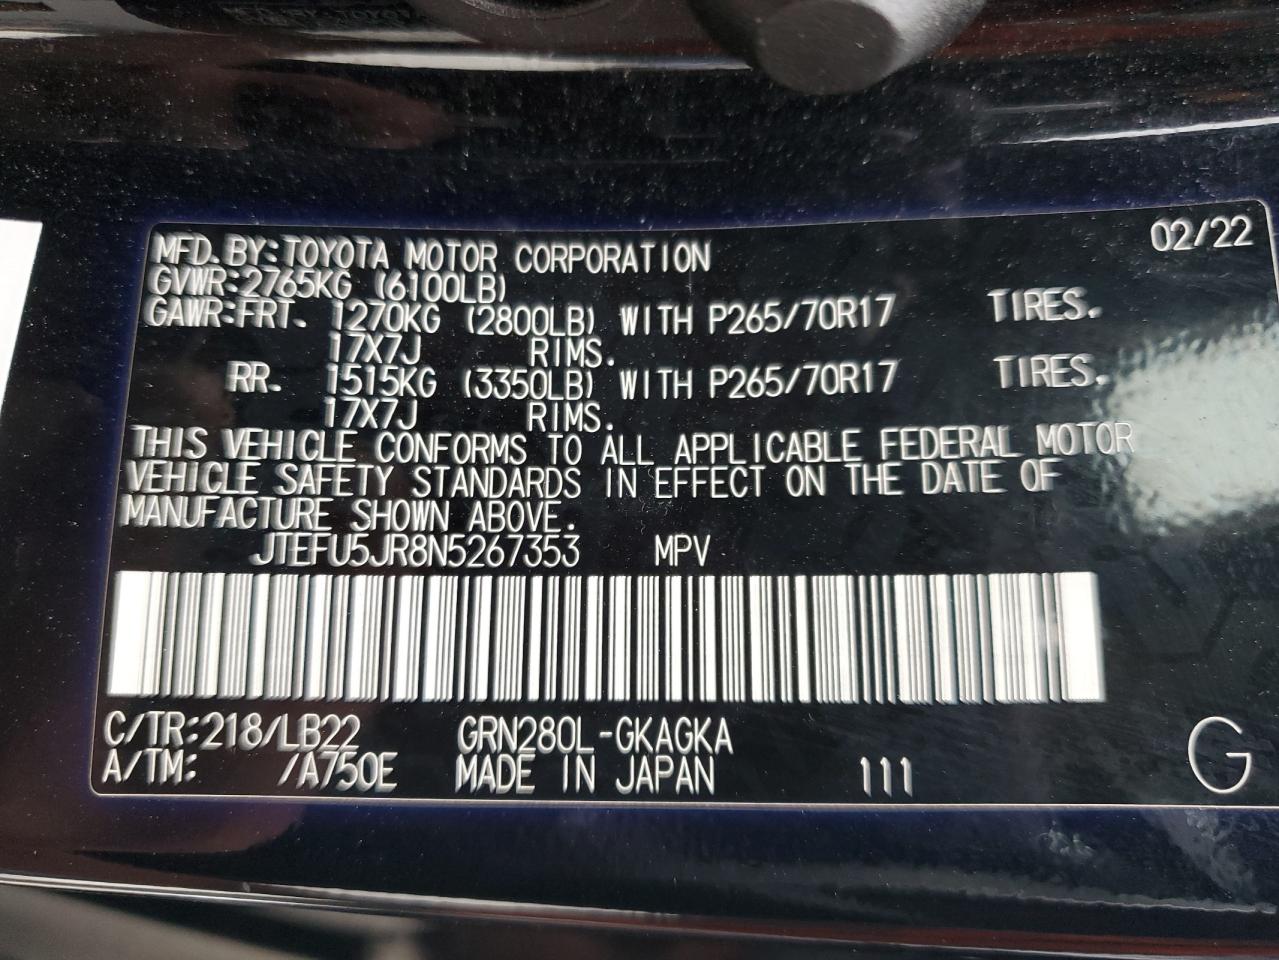 MFD.BY:TOYOTA MOTOR CORPORATION 02/22
GVWR:2765KG (6100LB)
GAWR:FRT. 1270KG (2800LB) WITH P265/70R17 TIRES.
17X7J RIMS.
RR. 1515KG (3350LB) WITH P265/70R17 TIRES.
17X7J RIMS.
THIS VEHICLE CONFORMS TO ALL APPLICABLE FEDERAL MOTOR
VEHICLE SAFETY STANDARDS IN EFFECT ON THE DATE OF
MANUFACTURE SHOWN ABOVE.
JTEFU5JR8N5267353 MPV
C/TR:218/LB22 GRN280L-GKAGKA
A/TM: /A750E MADE IN JAPAN 111 G